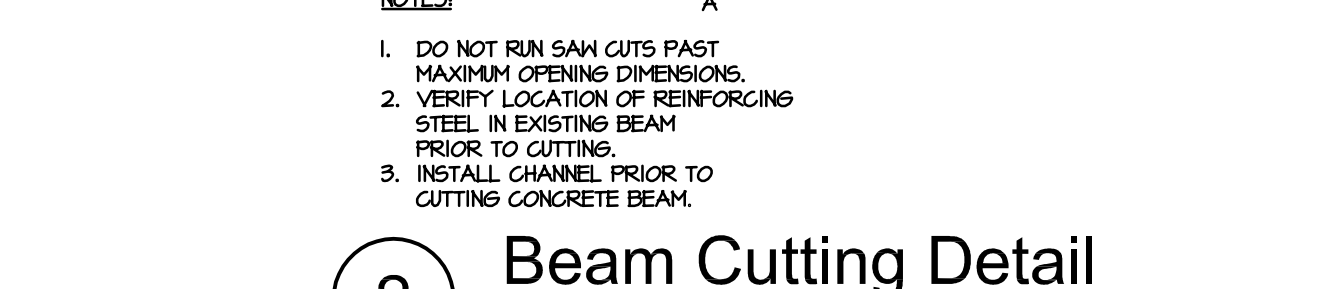 NOTES:
A
1. DO NOT RUN SAW CUTS PAST
MAXIMUM OPENING DIMENSIONS.
2. VERIFY LOCATION OF REINFORCING
STEEL IN EXISTING BEAM
PRIOR TO CUTTING.
3. INSTALL CHANNEL PRIOR TO
CUTTING CONCRETE BEAM.
Beam Cutting Detail